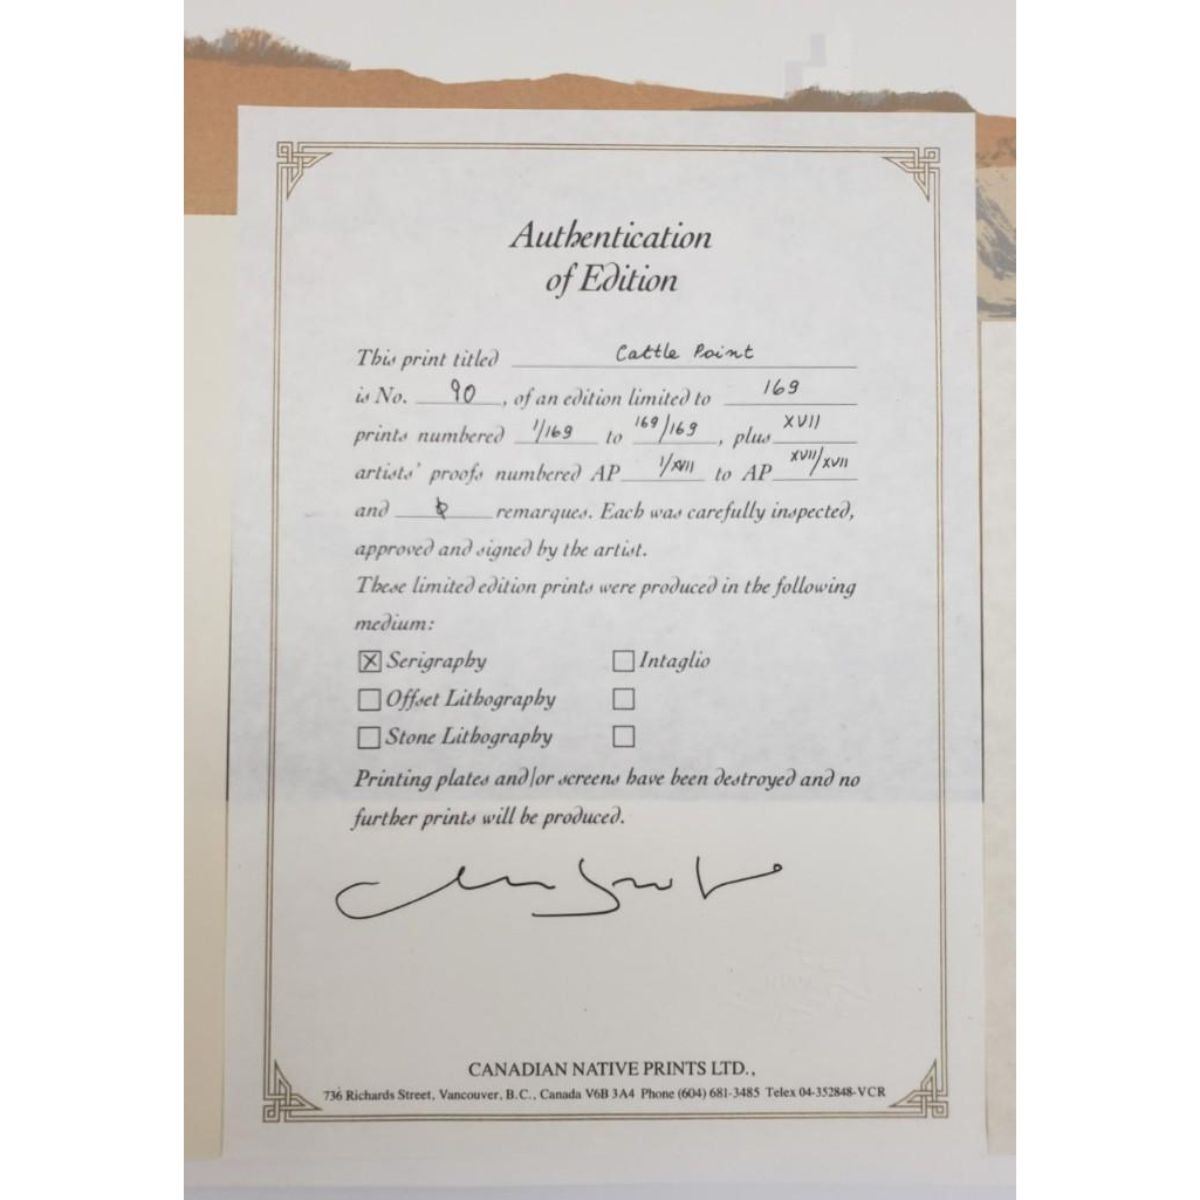 Authentication
of Edition
This print titled Cattle Point
is No. 90, of an edition limited to 169
prints numbered 1/169 to 169/169, plus XVII
artists' proofs numbered AP 1/XVII to AP XVII/XVII
and remarques. Each was carefully inspected,
approved and signed by the artist.
These limited edition prints were produced in the following
medium:
Serigraphy Intaglio
Offset Lithography
Stone Lithography
Printing plates and/or screens have been destroyed and no
further prints will be produced.
CANADIAN NATIVE PRINTS LTD.,
736 Richards Street, Vancouver, B.C., Canada V6B 3A4 Phone (604) 681-3485 Telex 04-352848-VCR